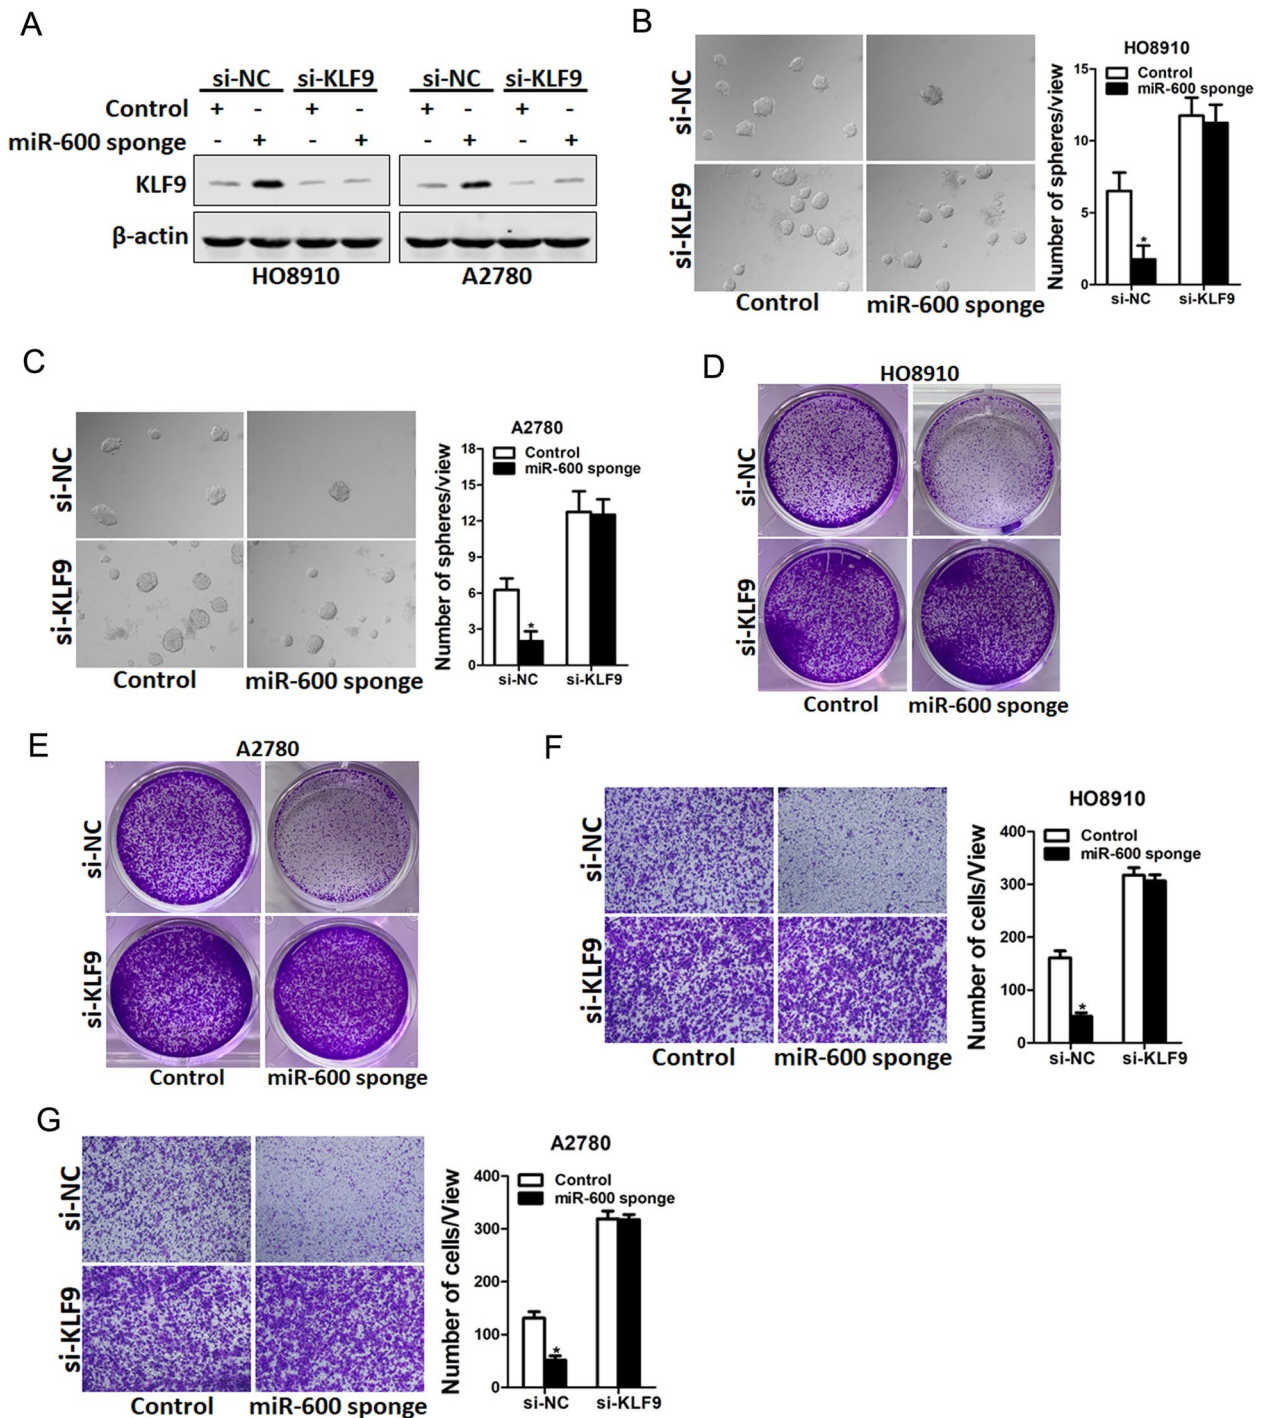 A
si-NC si-KLF9 si-NC si-KLF9
Control + - + - + - + -
miR-600 sponge - + - + - + - +
KLF9
β-actin
HO8910 A2780
B
si-NC
si-KLF9
Control miR-600 sponge
HO8910
Control
miR-600 sponge
Number of spheres/view
15
10
5
0
*
si-NC si-KLF9
C
si-NC
si-KLF9
Control miR-600 sponge
A2780
Control
miR-600 sponge
Number of spheres/view
18
15
12
9
6
3
0
*
si-NC si-KLF9
D
HO8910
si-NC
si-KLF9
Control miR-600 sponge
E
A2780
si-NC
si-KLF9
Control miR-600 sponge
F
si-NC
si-KLF9
Control miR-600 sponge
HO8910
Control
miR-600 sponge
Number of cells/View
400
300
200
100
0
*
si-NC si-KLF9
G
si-NC
si-KLF9
Control miR-600 sponge
A2780
Control
miR-600 sponge
Number of cells/View
400
300
200
100
0
*
si-NC si-KLF9